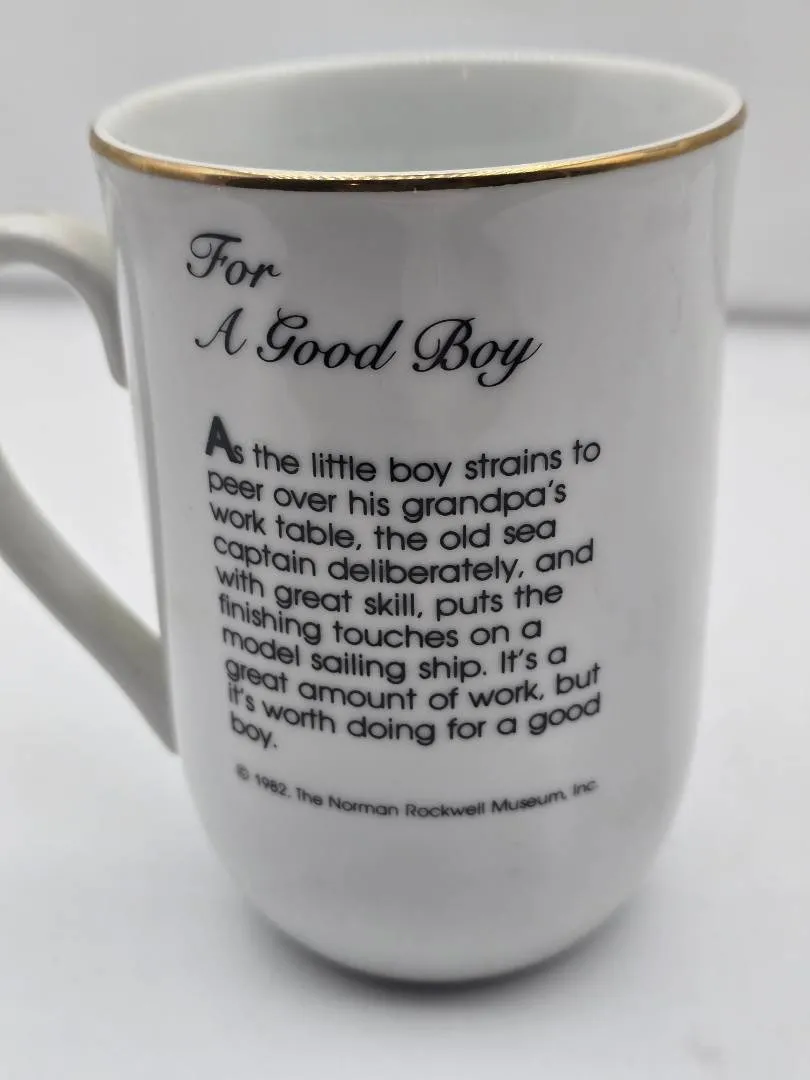 For
A Good Boy
As the little boy strains to
peer over his grandpa's
work table, the old sea
captain deliberately, and
with great skill, puts the
finishing touches on a
model sailing ship. It's a
great amount of work, but
it's worth doing for a good
boy.
© 1982, The Norman Rockwell Museum, Inc.